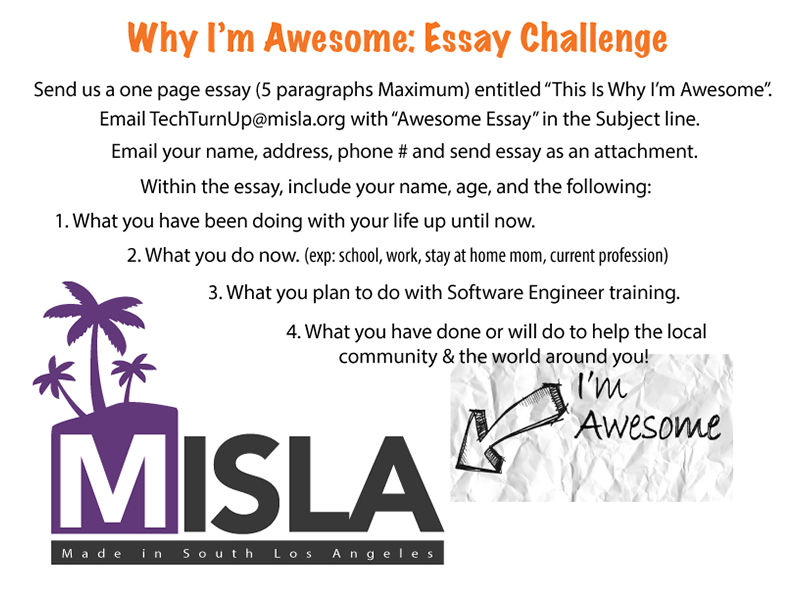 Why I'm Awesome: Essay Challenge
Send us a one page essay (5 paragraphs Maximum) entitled “This Is Why I'm Awesome”.
Email TechTurnUp@misla.org with “Awesome Essay” in the Subject line.
Email your name, address, phone # and send essay as an attachment.
Within the essay, include your name, age, and the following:
1. What you have been doing with your life up until now.
2. What you do now. (exp: school, work, stay at home mom, current profession)
3. What you plan to do with Software Engineer training.
4. What you have done or will do to help the local
community & the world around you!
I'm
Awesome
MISLA
Made in South Los Angeles